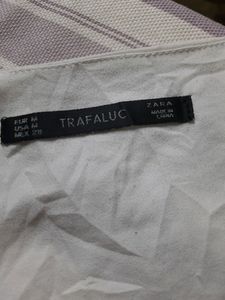 EUR M
USA M
MEX 28
TRAFALUC
ZARA
MADE IN
CHINA